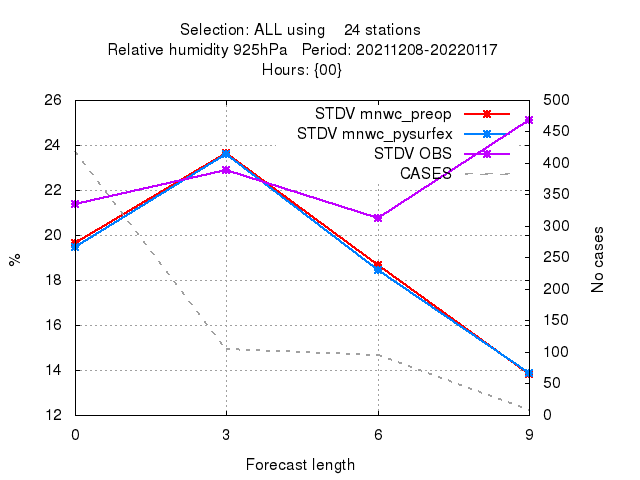 Selection: ALL using    24 stations
Relative humidity 925hPa   Period: 20211208-20220117
Hours: {00}
STDV mnwc_preop
STDV mnwc_pysurfex
STDV OBS
CASES
%
26
24
22
20
18
16
14
12
500
450
400
350
300
250
200
150
100
50
0
No cases
0 3 6 9
Forecast length